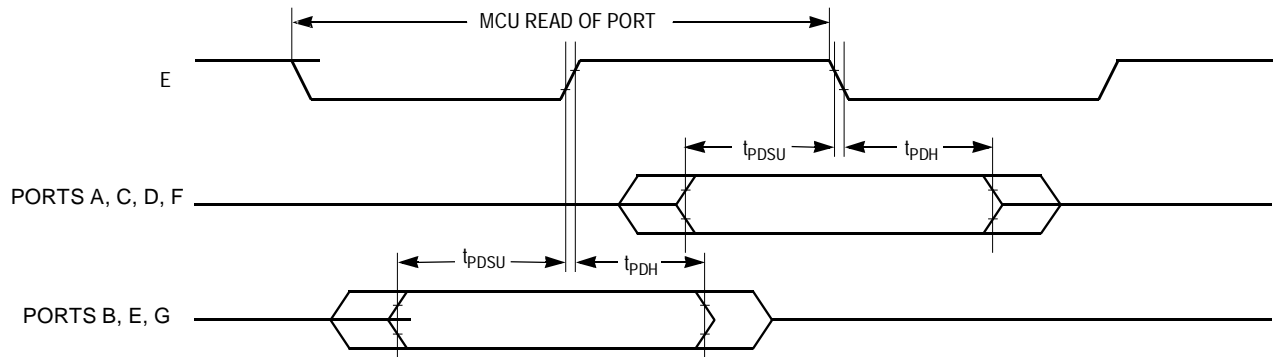 MCU READ OF PORT
E
tPDSU tPDH
PORTS A, C, D, F
tPDSU tPDH
PORTS B, E, G